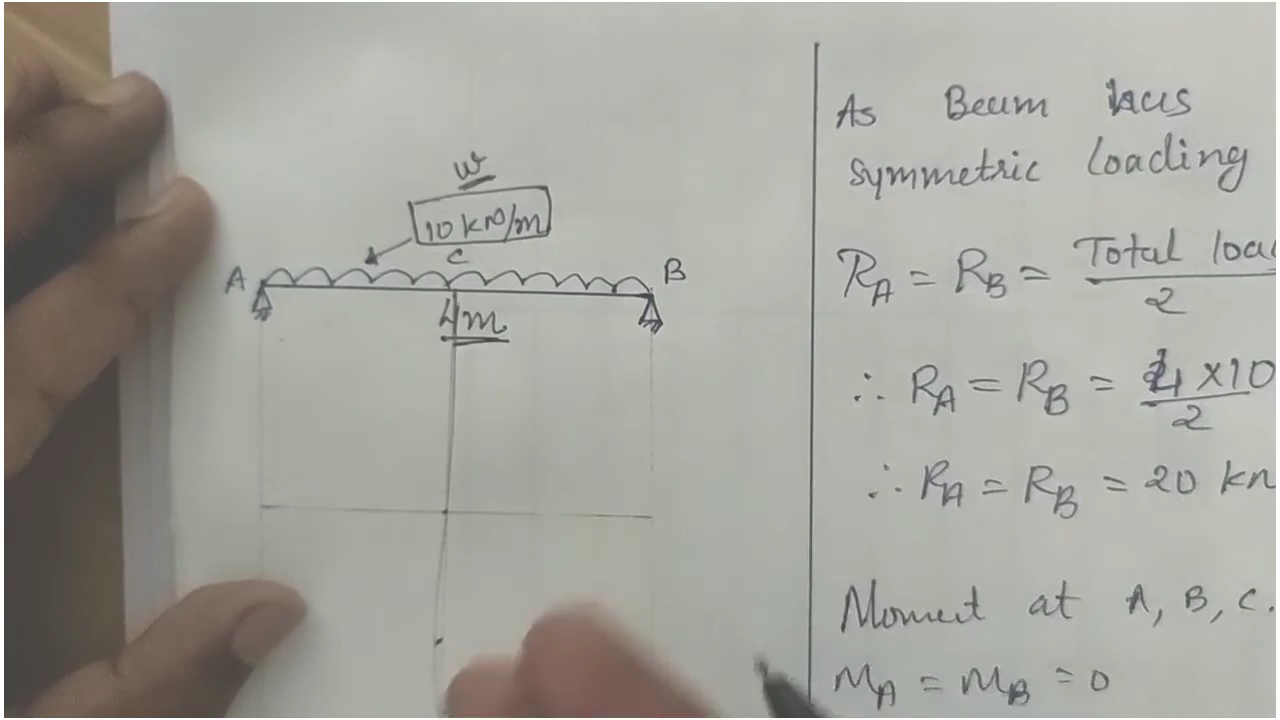 w
10 kN/m
A C B
4m
As Beam has
symmetric loading
RA = RB = Total loa
2
∴ RA = RB = 4 ×10
2
∴ RA = RB = 20 kN
Moment at A, B, C.
MA = MB = 0